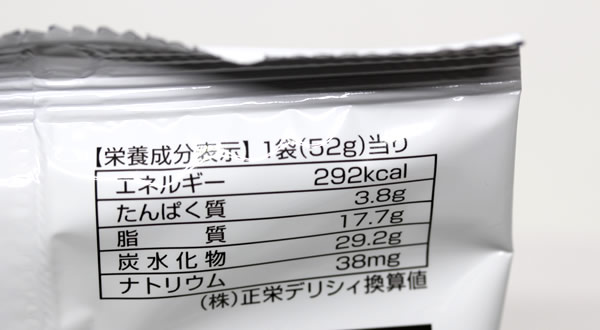 【栄養成分表示】1袋(52g)当り
エネルギー 292kcal
たんぱく質 3.8g
脂質 17.7g
炭水化物 29.2g
ナトリウム 38mg
(株)正栄デリシィ換算値